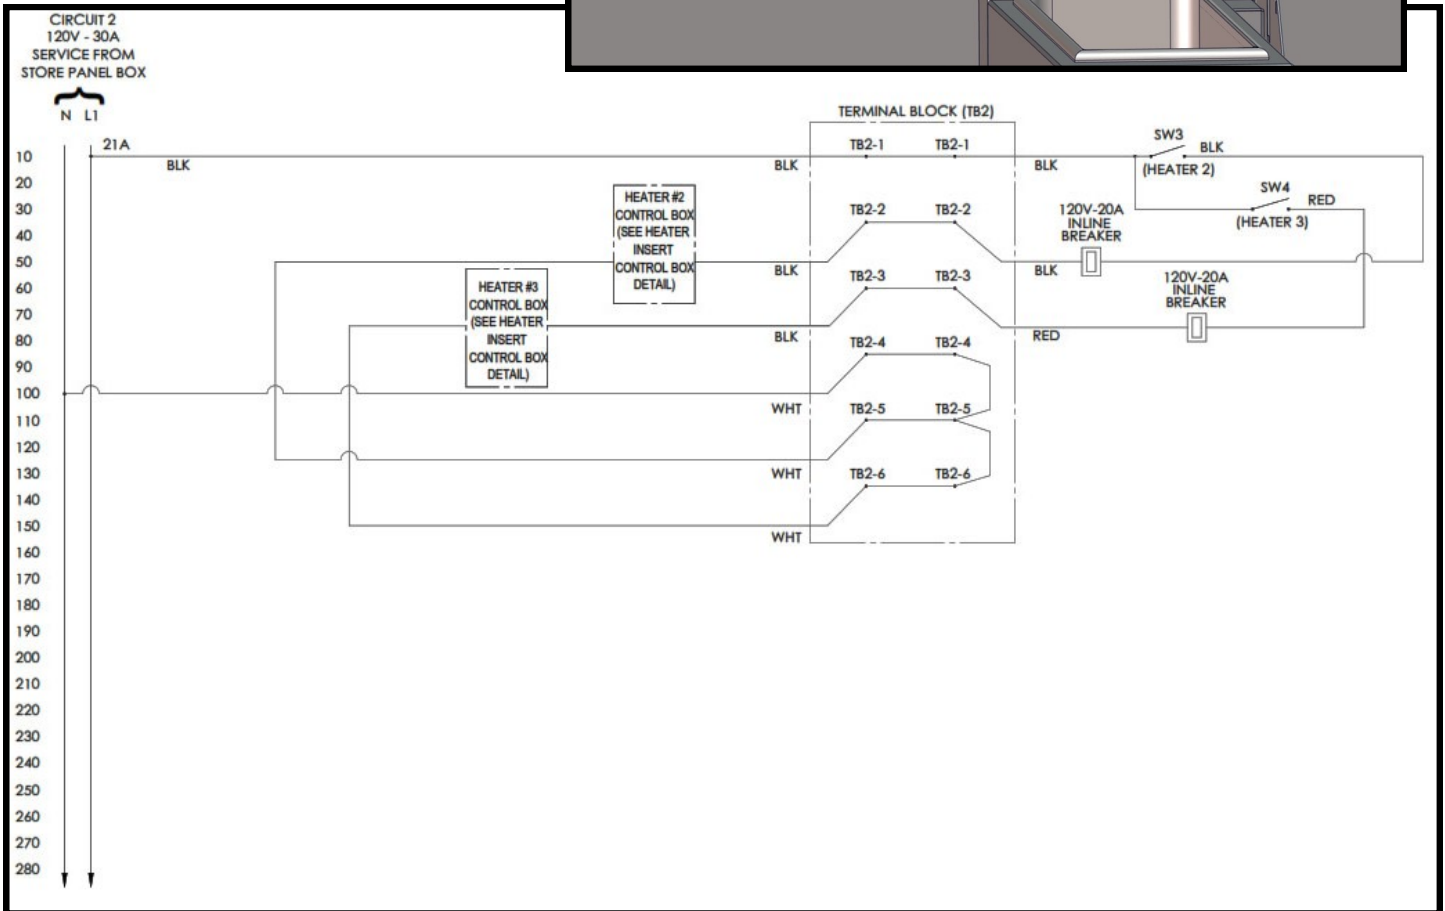 CIRCUIT 2
120V - 30A
SERVICE FROM
STORE PANEL BOX
N L1
TERMINAL BLOCK (TB2)
21A
BLK
BLK
TB2-1 TB2-1
BLK
SW3
BLK
(HEATER 2)
SW4
RED
(HEATER 3)
HEATER #2
CONTROL BOX
(SEE HEATER
INSERT
CONTROL BOX
DETAIL)
TB2-2 TB2-2
120V-20A
INLINE
BREAKER
BLK
BLK
HEATER #3
CONTROL BOX
(SEE HEATER
INSERT
CONTROL BOX
DETAIL)
TB2-3 TB2-3
120V-20A
INLINE
BREAKER
BLK
RED
TB2-4 TB2-4
WHT
TB2-5 TB2-5
WHT
TB2-6 TB2-6
WHT
10
20
30
40
50
60
70
80
90
100
110
120
130
140
150
160
170
180
190
200
210
220
230
240
250
260
270
280